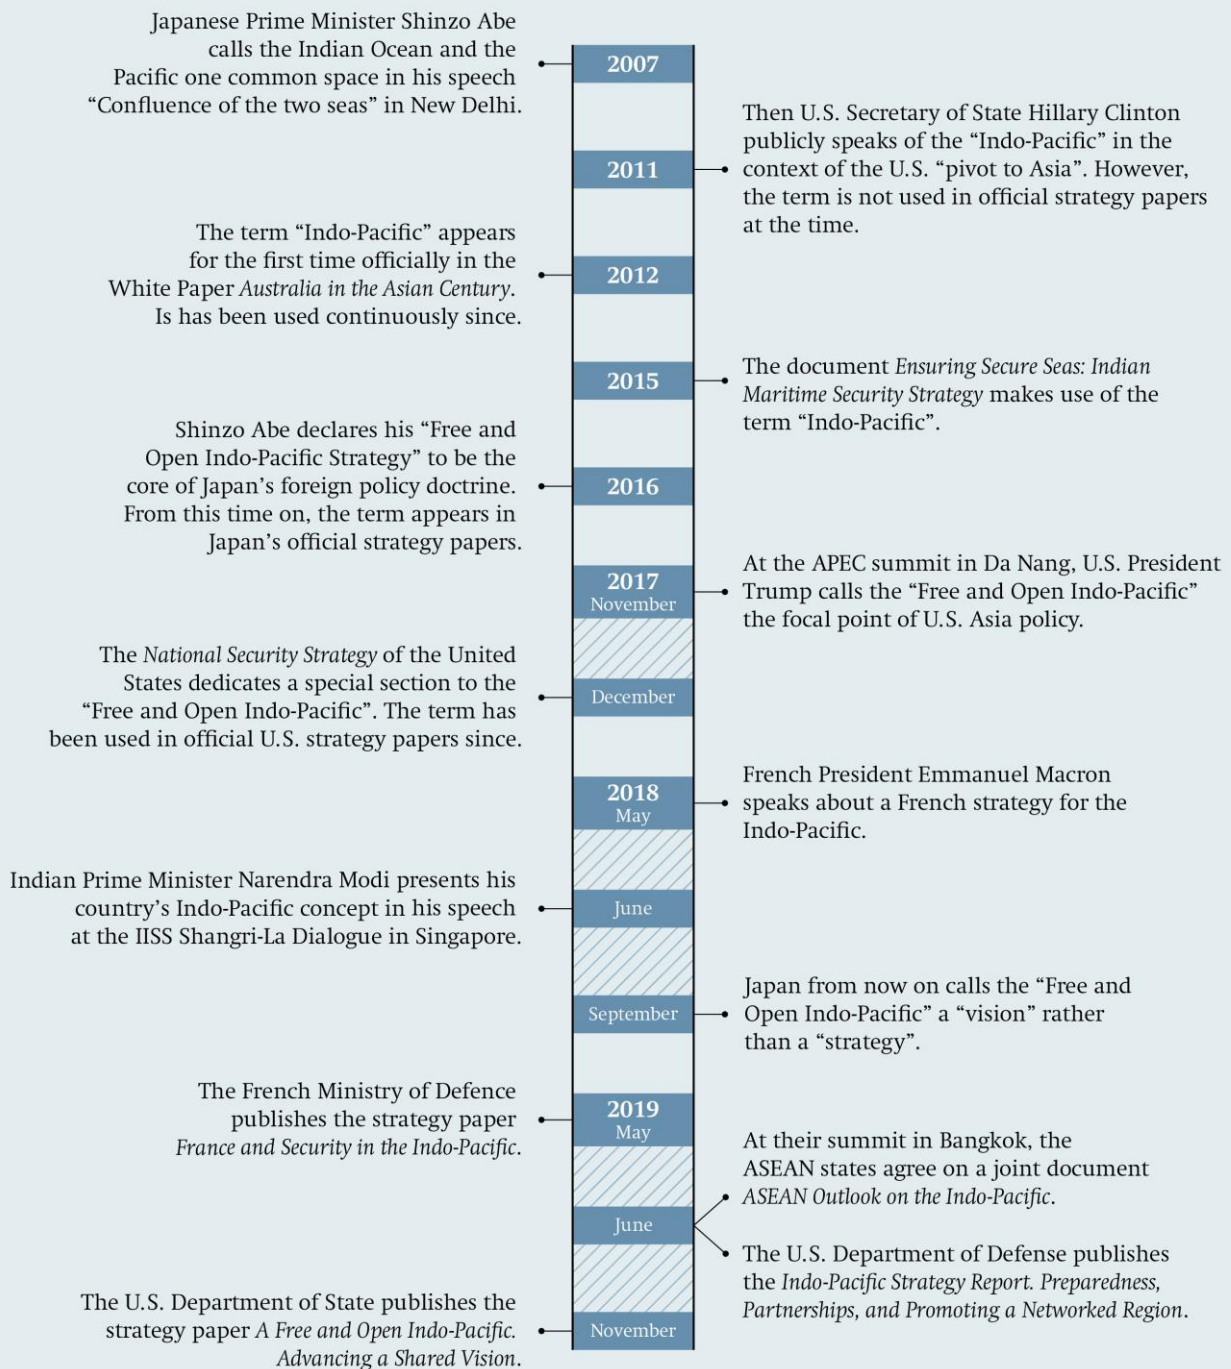 Japanese Prime Minister Shinzo Abe
calls the Indian Ocean and the
Pacific one common space in his speech
“Confluence of the two seas” in New Delhi.
2007
Then U.S. Secretary of State Hillary Clinton
publicly speaks of the “Indo-Pacific” in the
context of the U.S. “pivot to Asia”. However,
the term is not used in official strategy papers
at the time.
2011
The term “Indo-Pacific” appears
for the first time officially in the
White Paper Australia in the Asian Century.
Is has been used continuously since.
2012
2015
The document Ensuring Secure Seas: Indian
Maritime Security Strategy makes use of the
term “Indo-Pacific”.
Shinzo Abe declares his “Free and
Open Indo-Pacific Strategy” to be the
core of Japan’s foreign policy doctrine.
From this time on, the term appears in
Japan’s official strategy papers.
2016
2017
November
At the APEC summit in Da Nang, U.S. President
Trump calls the “Free and Open Indo-Pacific”
the focal point of U.S. Asia policy.
The National Security Strategy of the United
States dedicates a special section to the
“Free and Open Indo-Pacific”. The term has
been used in official U.S. strategy papers since.
December
2018
May
French President Emmanuel Macron
speaks about a French strategy for the
Indo-Pacific.
Indian Prime Minister Narendra Modi presents his
country’s Indo-Pacific concept in his speech
at the IISS Shangri-La Dialogue in Singapore.
June
September
Japan from now on calls the “Free and
Open Indo-Pacific” a “vision” rather
than a “strategy”.
The French Ministry of Defence
publishes the strategy paper
France and Security in the Indo-Pacific.
2019
May
At their summit in Bangkok, the
ASEAN states agree on a joint document
ASEAN Outlook on the Indo-Pacific.
June
The U.S. Department of Defense publishes
the Indo-Pacific Strategy Report. Preparedness,
Partnerships, and Promoting a Networked Region.
The U.S. Department of State publishes the
strategy paper A Free and Open Indo-Pacific.
Advancing a Shared Vision.
November